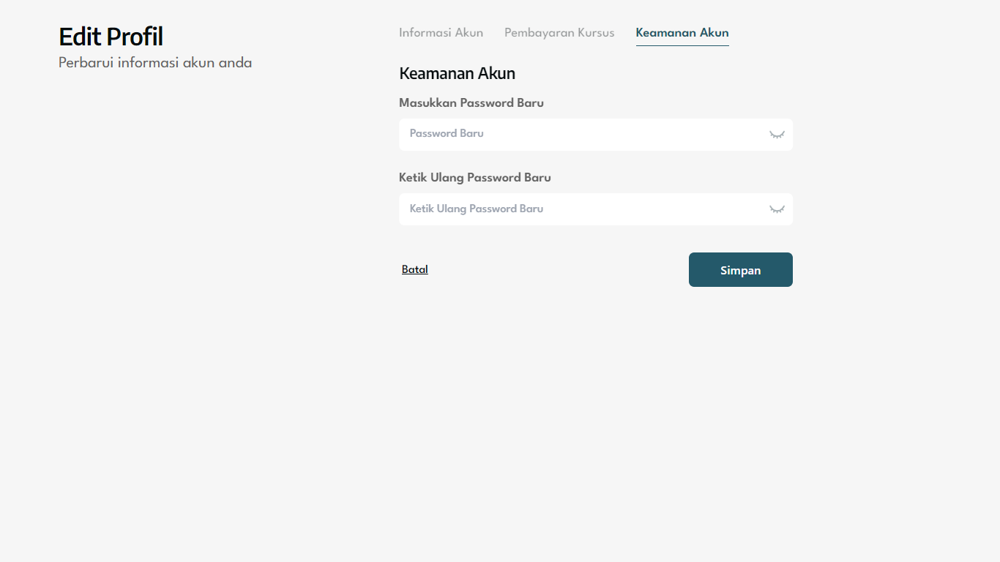 Edit Profil
Perbarui informasi akun anda
Informasi Akun Pembayaran Kursus Keamanan Akun
Keamanan Akun
Masukkan Password Baru
Password Baru
Ketik Ulang Password Baru
Ketik Ulang Password Baru
Batal Simpan